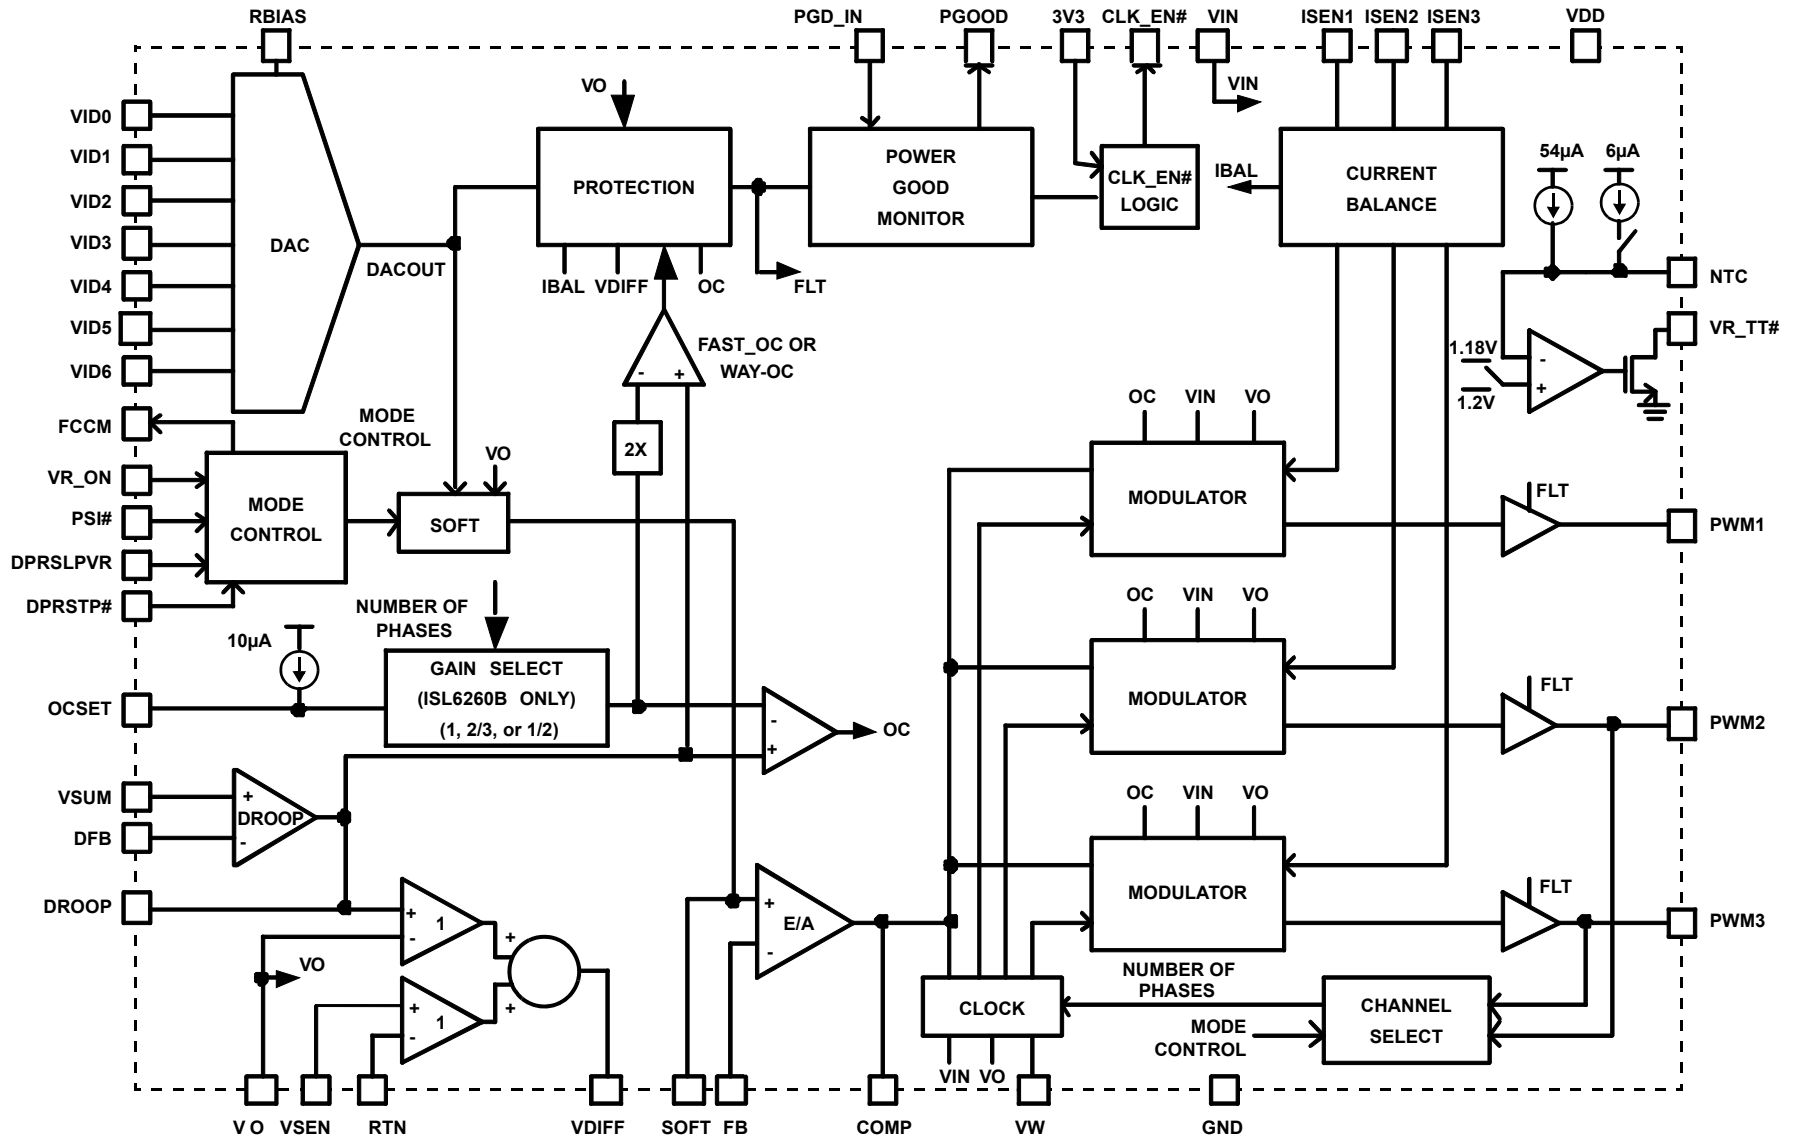 RBIAS
PGD_IN
PGOOD
3V3
CLK_EN#
VIN
ISEN1
ISEN2
ISEN3
VDD
VID0
VID1
VID2
VID3
VID4
VID5
VID6
DAC
DACOUT
VO
PROTECTION
IBAL
VDIFF
OC
FLT
POWER
GOOD
MONITOR
CLK_EN#
LOGIC
VIN
IBAL
CURRENT
BALANCE
54µA
6µA
NTC
VR_TT#
1.18V
1.2V
-
+
FAST_OC OR
WAY-OC
-
+
2X
FCCM
VR_ON
PSI#
DPRSLPVR
DPRSTP#
MODE
CONTROL
MODE
CONTROL
VO
SOFT
NUMBER OF
PHASES
10µA
OCSET
GAIN SELECT
(ISL6260B ONLY)
(1, 2/3, or 1/2)
-
+
OC
OC
VIN
VO
MODULATOR
FLT
PWM1
OC
VIN
VO
MODULATOR
FLT
PWM2
OC
VIN
VO
MODULATOR
FLT
PWM3
VSUM
DFB
+
DROOP
-
DROOP
+
1
-
+
VO
+
1
-
+
+
E/A
-
CLOCK
NUMBER OF
PHASES
MODE
CONTROL
CHANNEL
SELECT
VIN
VO
V O
VSEN
RTN
VDIFF
SOFT
FB
COMP
VW
GND